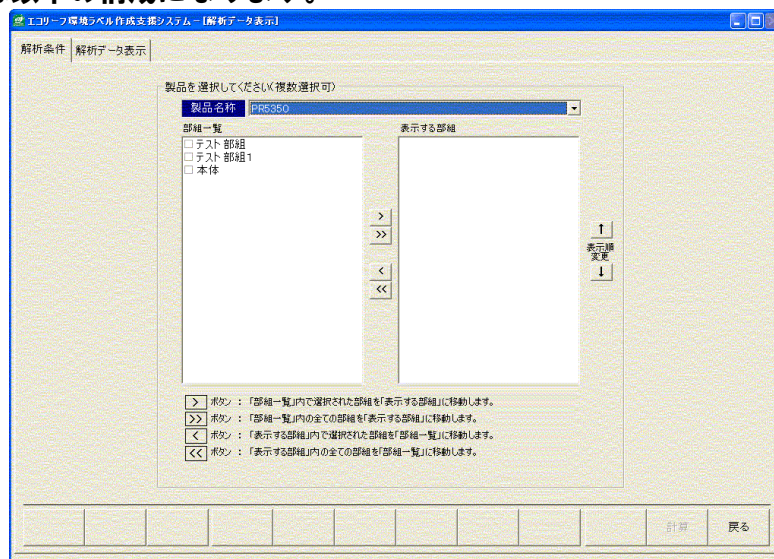 エコリーフ環境ラベル作成支援システム－[解析データ表示]
解析条件 解析データ表示
製品を選択してください(複数選択可)
製品名称 PR5350
部組一覧 表示する部組
テスト部組
テスト部組1
本体
>
>>
↑
表示順
変更
<
↓
<<
> ボタン ： 「部組一覧」内で選択された部組を「表示する部組」に移動します。
>> ボタン ： 「部組一覧」内の全ての部組を「表示する部組」に移動します。
< ボタン ： 「表示する部組」内で選択された部組を「部組一覧」に移動します。
<< ボタン ： 「表示する部組」内の全ての部組を「部組一覧」に移動します。
計算 戻る